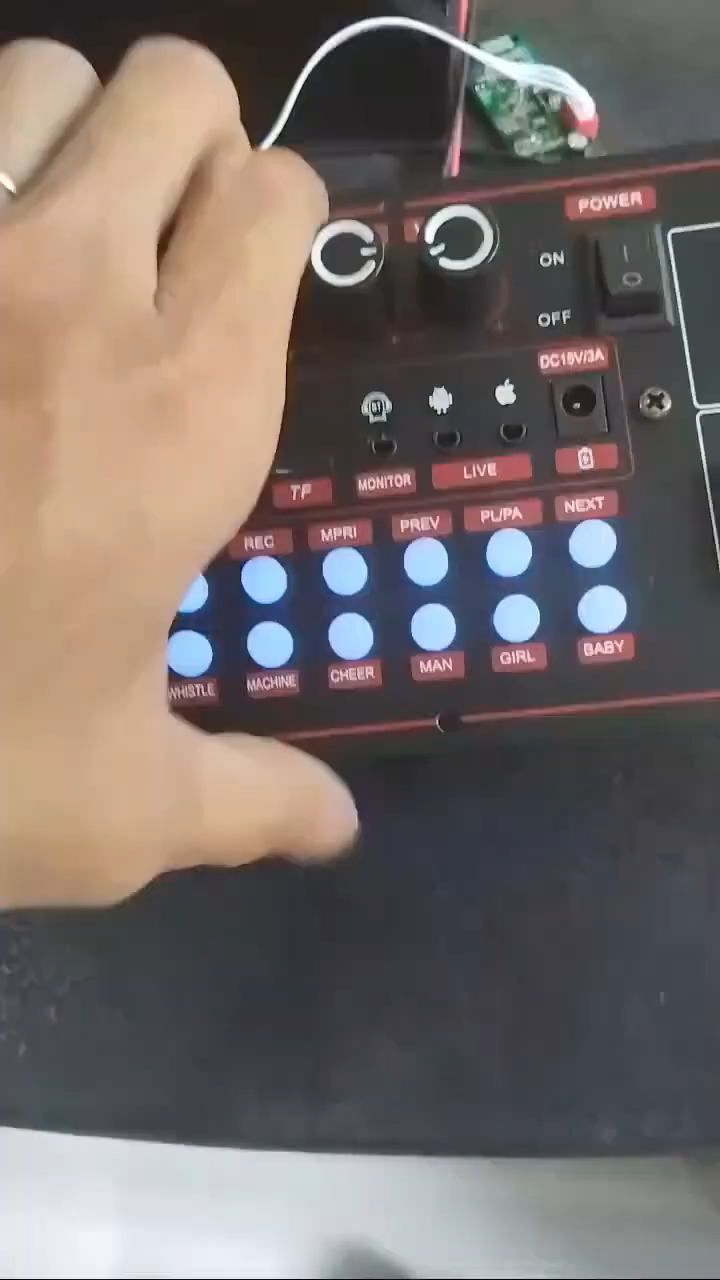 POWER
ON
OFF
DC15V/3A
TF
MONITOR
LIVE
REC
MPRI
PREV
PL/PA
NEXT
WHISTLE
MACHINE
CHEER
MAN
GIRL
BABY